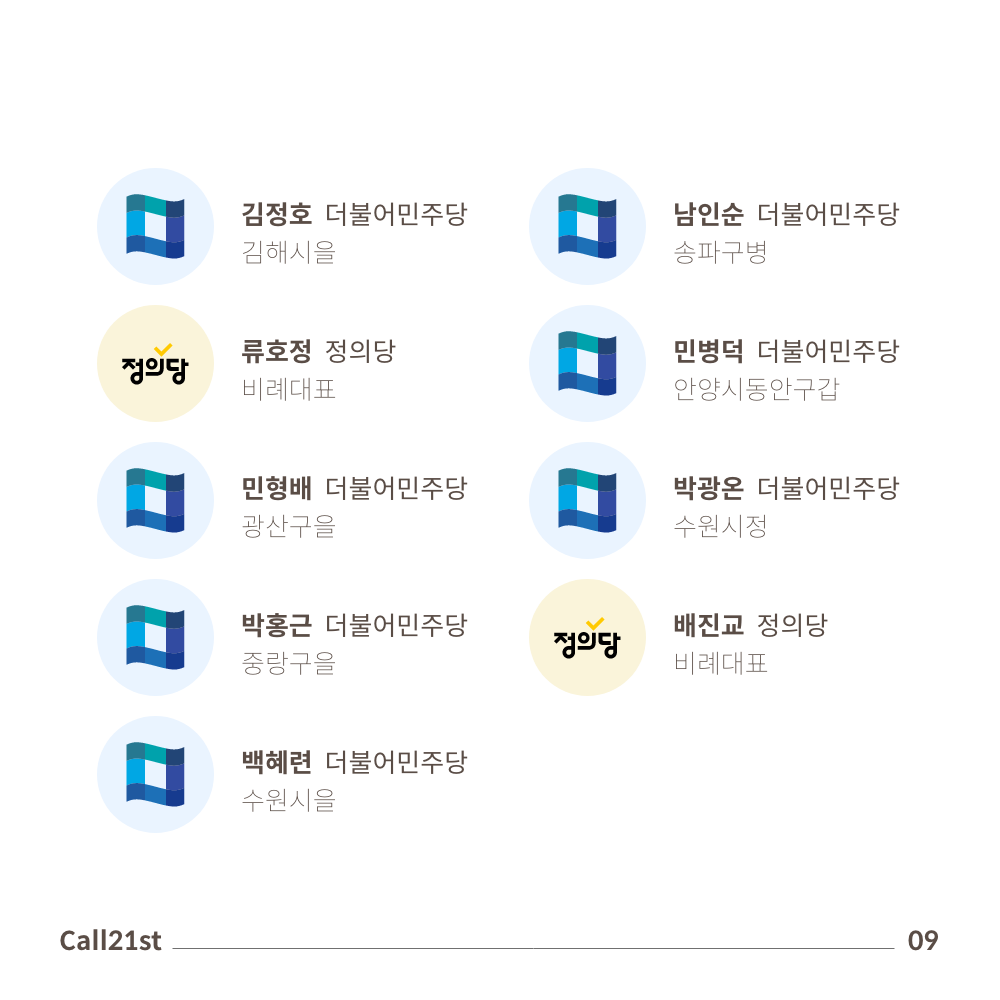 김정호 더불어민주당
김해시을
남인순 더불어민주당
송파구병
정의당
류호정 정의당
비례대표
민병덕 더불어민주당
안양시동안구갑
민형배 더불어민주당
광산구을
박광온 더불어민주당
수원시정
박홍근 더불어민주당
중랑구을
정의당
배진교 정의당
비례대표
백혜련 더불어민주당
수원시을
Call21st
09